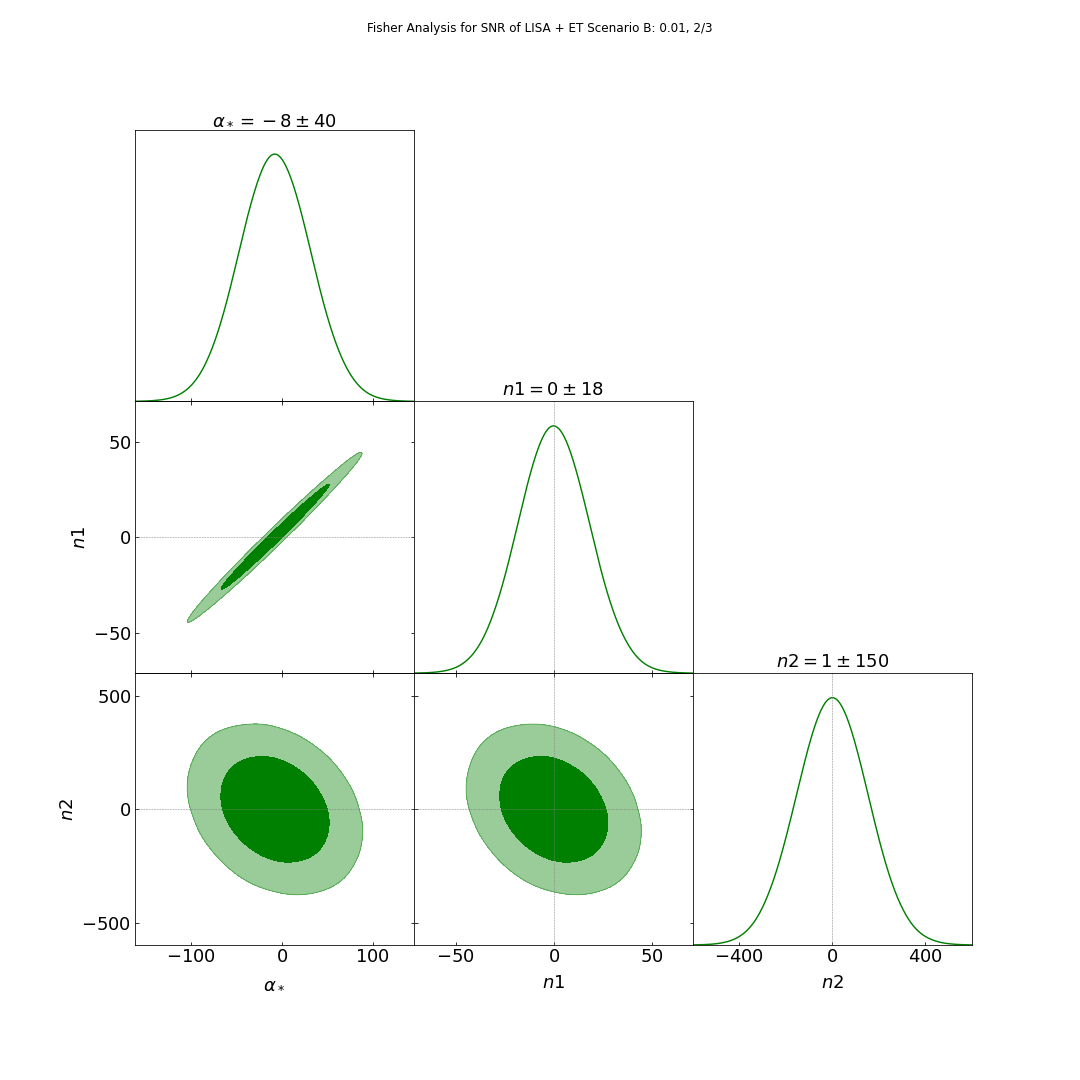 Fisher Analysis for SNR of LISA + ET Scenario B: 0.01, 2/3
α* = −8 ± 40
n1 = 0 ± 18
50
0
−50
n1
n2 = 1 ± 150
500
0
−500
n2
−100 0 100
−50 0 50
−400 0 400
α*
n1
n2